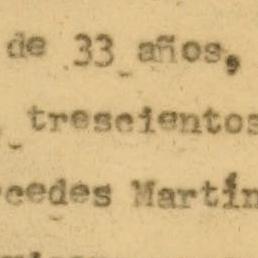 de 33 años,
trescientos
cedes Martín